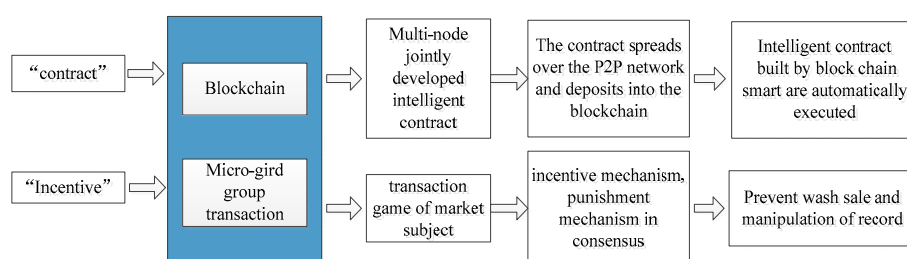 “contract”
Blockchain
Multi-node
jointly
developed
intelligent
contract
The contract spreads
over the P2P network
and deposits into the
blockchain
Intelligent contract
built by block chain
smart are automatically
executed
“Incentive”
Micro-gird
group
transaction
transaction
game of market
subject
incentive mechanism,
punishment
mechanism in
consensus
Prevent wash sale and
manipulation of record